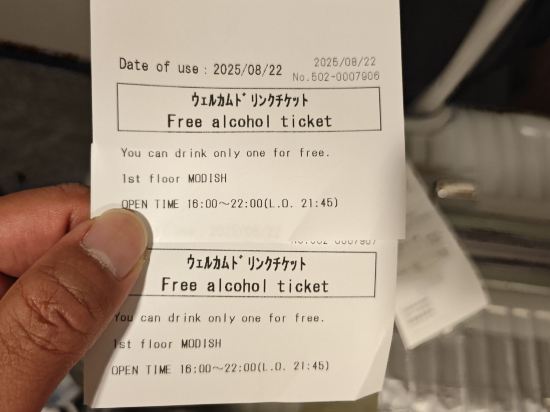 2025/08/22
Date of use : 2025/08/22
No.502-0007906
ｳｪﾙｶﾑﾄﾞﾘﾝｸﾁｹｯﾄ
Free alcohol ticket
You can drink only one for free.
1st floor MODISH
OPEN TIME 16:00～22:00(L.O. 21:45)
No.502-0007907
ｳｪﾙｶﾑﾄﾞﾘﾝｸﾁｹｯﾄ
Free alcohol ticket
You can drink only one for free.
1st floor MODISH
OPEN TIME 16:00～22:00(L.O. 21:45)